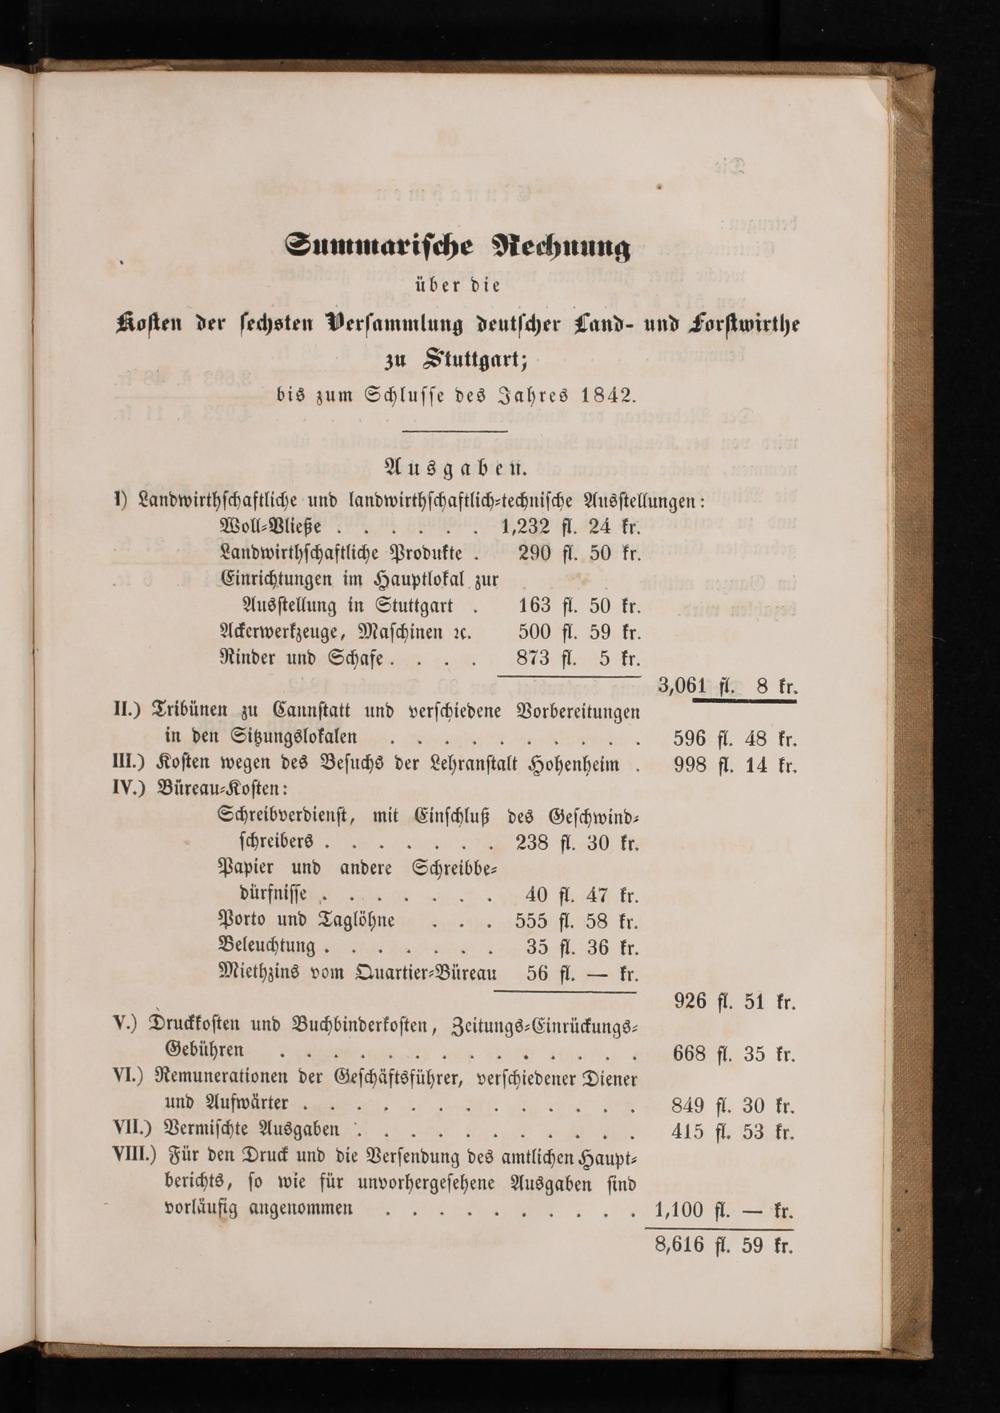 Summarische Rechnung
über die
Kosten der sechsten Versammlung deutscher Land- und Forstwirthe
zu Stuttgart;
bis zum Schlusse des Jahres 1842.
Ausgaben.
I) Landwirthschaftliche und landwirthschaftlich-technische Ausstellungen:
Woll-Vließe . . . . . . 1,232 fl. 24 kr.
Landwirthschaftliche Produkte . 290 fl. 50 kr.
Einrichtungen im Hauptlokal zur
Ausstellung in Stuttgart . 163 fl. 50 kr.
Ackerwerkzeuge, Maschinen ꝛc. 500 fl. 59 kr.
Rinder und Schafe . . . . 873 fl. 5 kr.
3,061 fl. 8 kr.
II.) Tribünen zu Cannstatt und verschiedene Vorbereitungen
in den Sitzungslokalen . . . . . . . . . . 596 fl. 48 kr.
III.) Kosten wegen des Besuchs der Lehranstalt Hohenheim . 998 fl. 14 kr.
IV.) Büreau-Kosten:
Schreibverdienst, mit Einschluß des Geschwind-
schreibers . . . . . . . 238 fl. 30 kr.
Papier und andere Schreibbe-
dürfnisse . . . . . . . 40 fl. 47 kr.
Porto und Taglöhne . . . 555 fl. 58 kr.
Beleuchtung . . . . . . . 35 fl. 36 kr.
Miethzins vom Quartier-Büreau 56 fl. — kr.
926 fl. 51 kr.
V.) Druckkosten und Buchbinderkosten, Zeitungs-Einrückungs-
Gebühren . . . . . . . . . . . . . . 668 fl. 35 kr.
VI.) Remunerationen der Geschäftsführer, verschiedener Diener
und Aufwärter . . . . . . . . . . . . . 849 fl. 30 kr.
VII.) Vermischte Ausgaben . . . . . . . . . . . 415 fl. 53 kr.
VIII.) Für den Druck und die Versendung des amtlichen Haupt-
berichts, so wie für unvorhergesehene Ausgaben sind
vorläufig angenommen . . . . . . . . . . 1,100 fl. — kr.
8,616 fl. 59 kr.